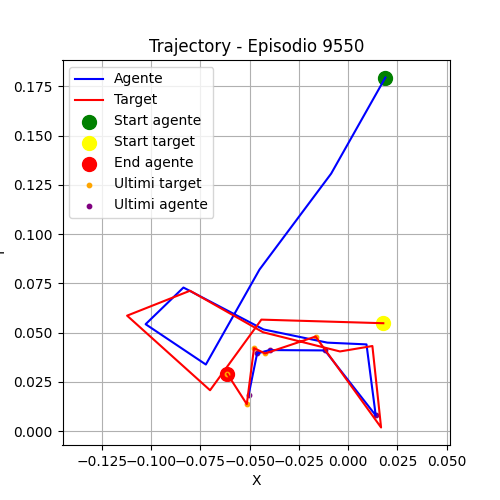 Trajectory - Episodio 9550
Agente
Target
Start agente
Start target
End agente
Ultimi target
Ultimi agente
0.175
0.150
0.125
0.100
0.075
0.050
0.025
0.000
−0.125 −0.100 −0.075 −0.050 −0.025 0.000 0.025 0.050
X